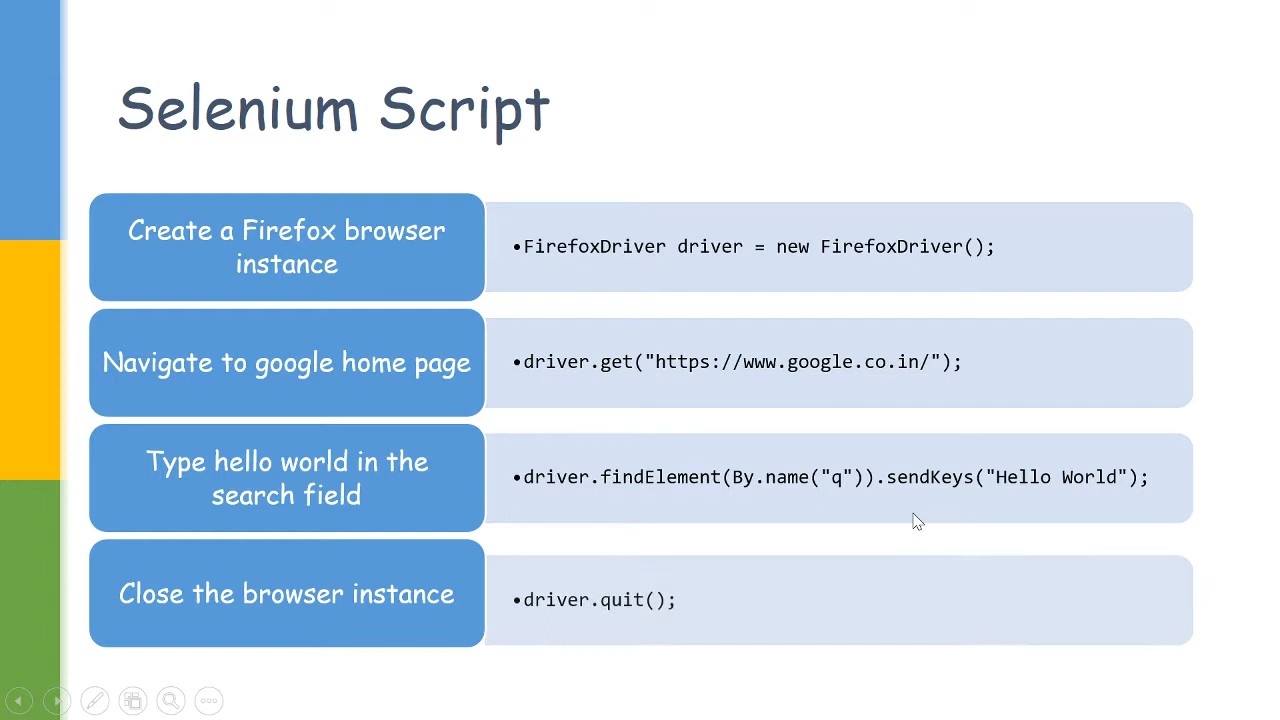 Selenium Script
Create a Firefox browser
instance
•FirefoxDriver driver = new FirefoxDriver();
Navigate to google home page
•driver.get("https://www.google.co.in/");
Type hello world in the
search field
•driver.findElement(By.name("q")).sendKeys("Hello World");
Close the browser instance
•driver.quit();